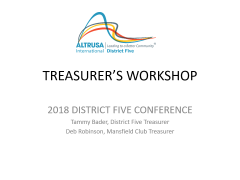 ALTRUSA
International
Leading to a Better Community
®
District Five
TREASURER'S WORKSHOP
2018 DISTRICT FIVE CONFERENCE
Tammy Bader, District Five Treasurer
Deb Robinson, Mansfield Club Treasurer